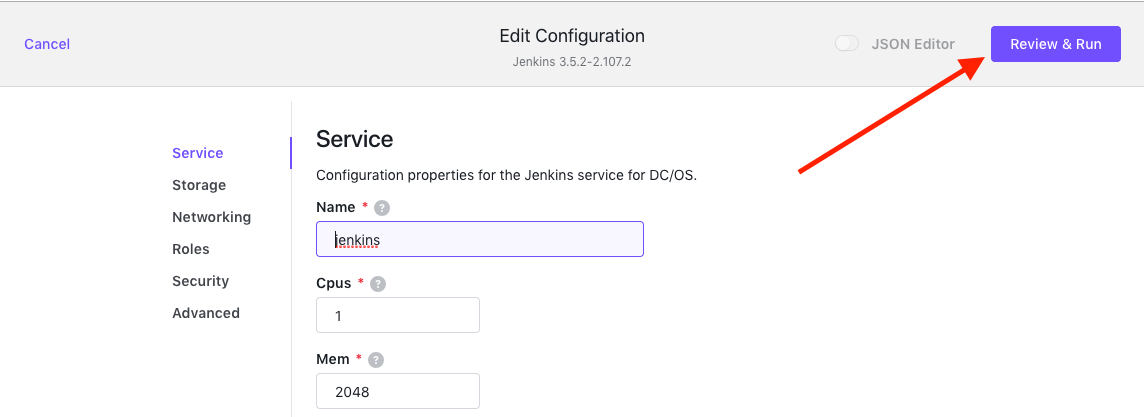 Cancel
Edit Configuration
Jenkins 3.5.2-2.107.2
JSON Editor
Review & Run
Service
Storage
Networking
Roles
Security
Advanced
Service
Configuration properties for the Jenkins service for DC/OS.
Name * ?
jenkins
Cpus * ?
1
Mem * ?
2048